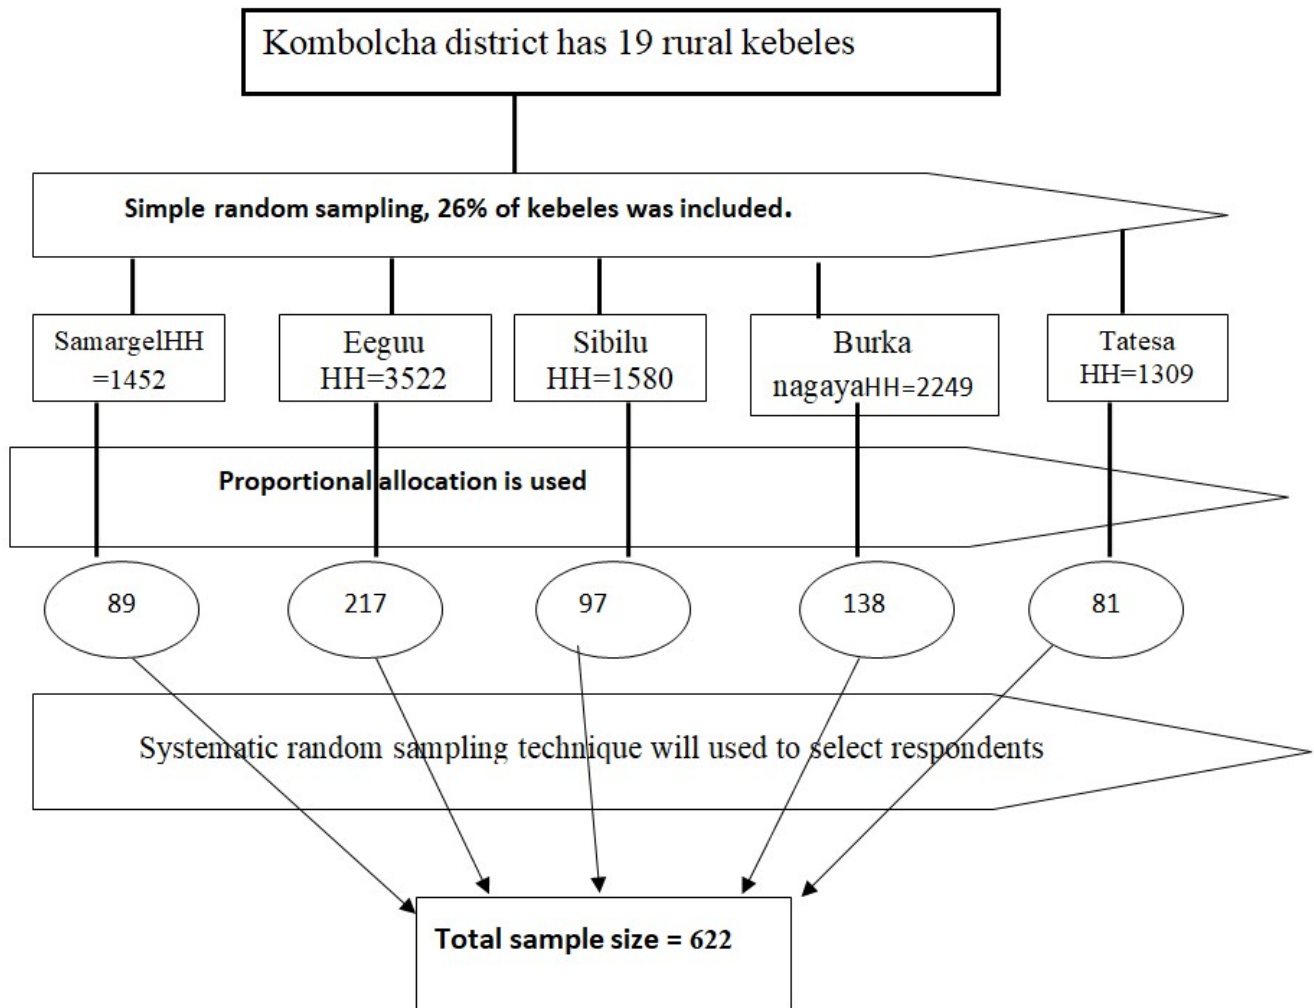 Kombolcha district has 19 rural kebeles
Simple random sampling, 26% of kebeles was included.
SamargelHH
=1452
Eeguu
HH=3522
Sibilu
HH=1580
Burka
nagayaHH=2249
Tatesa
HH=1309
Proportional allocation is used
89
217
97
138
81
Systematic random sampling technique will used to select respondents
Total sample size = 622